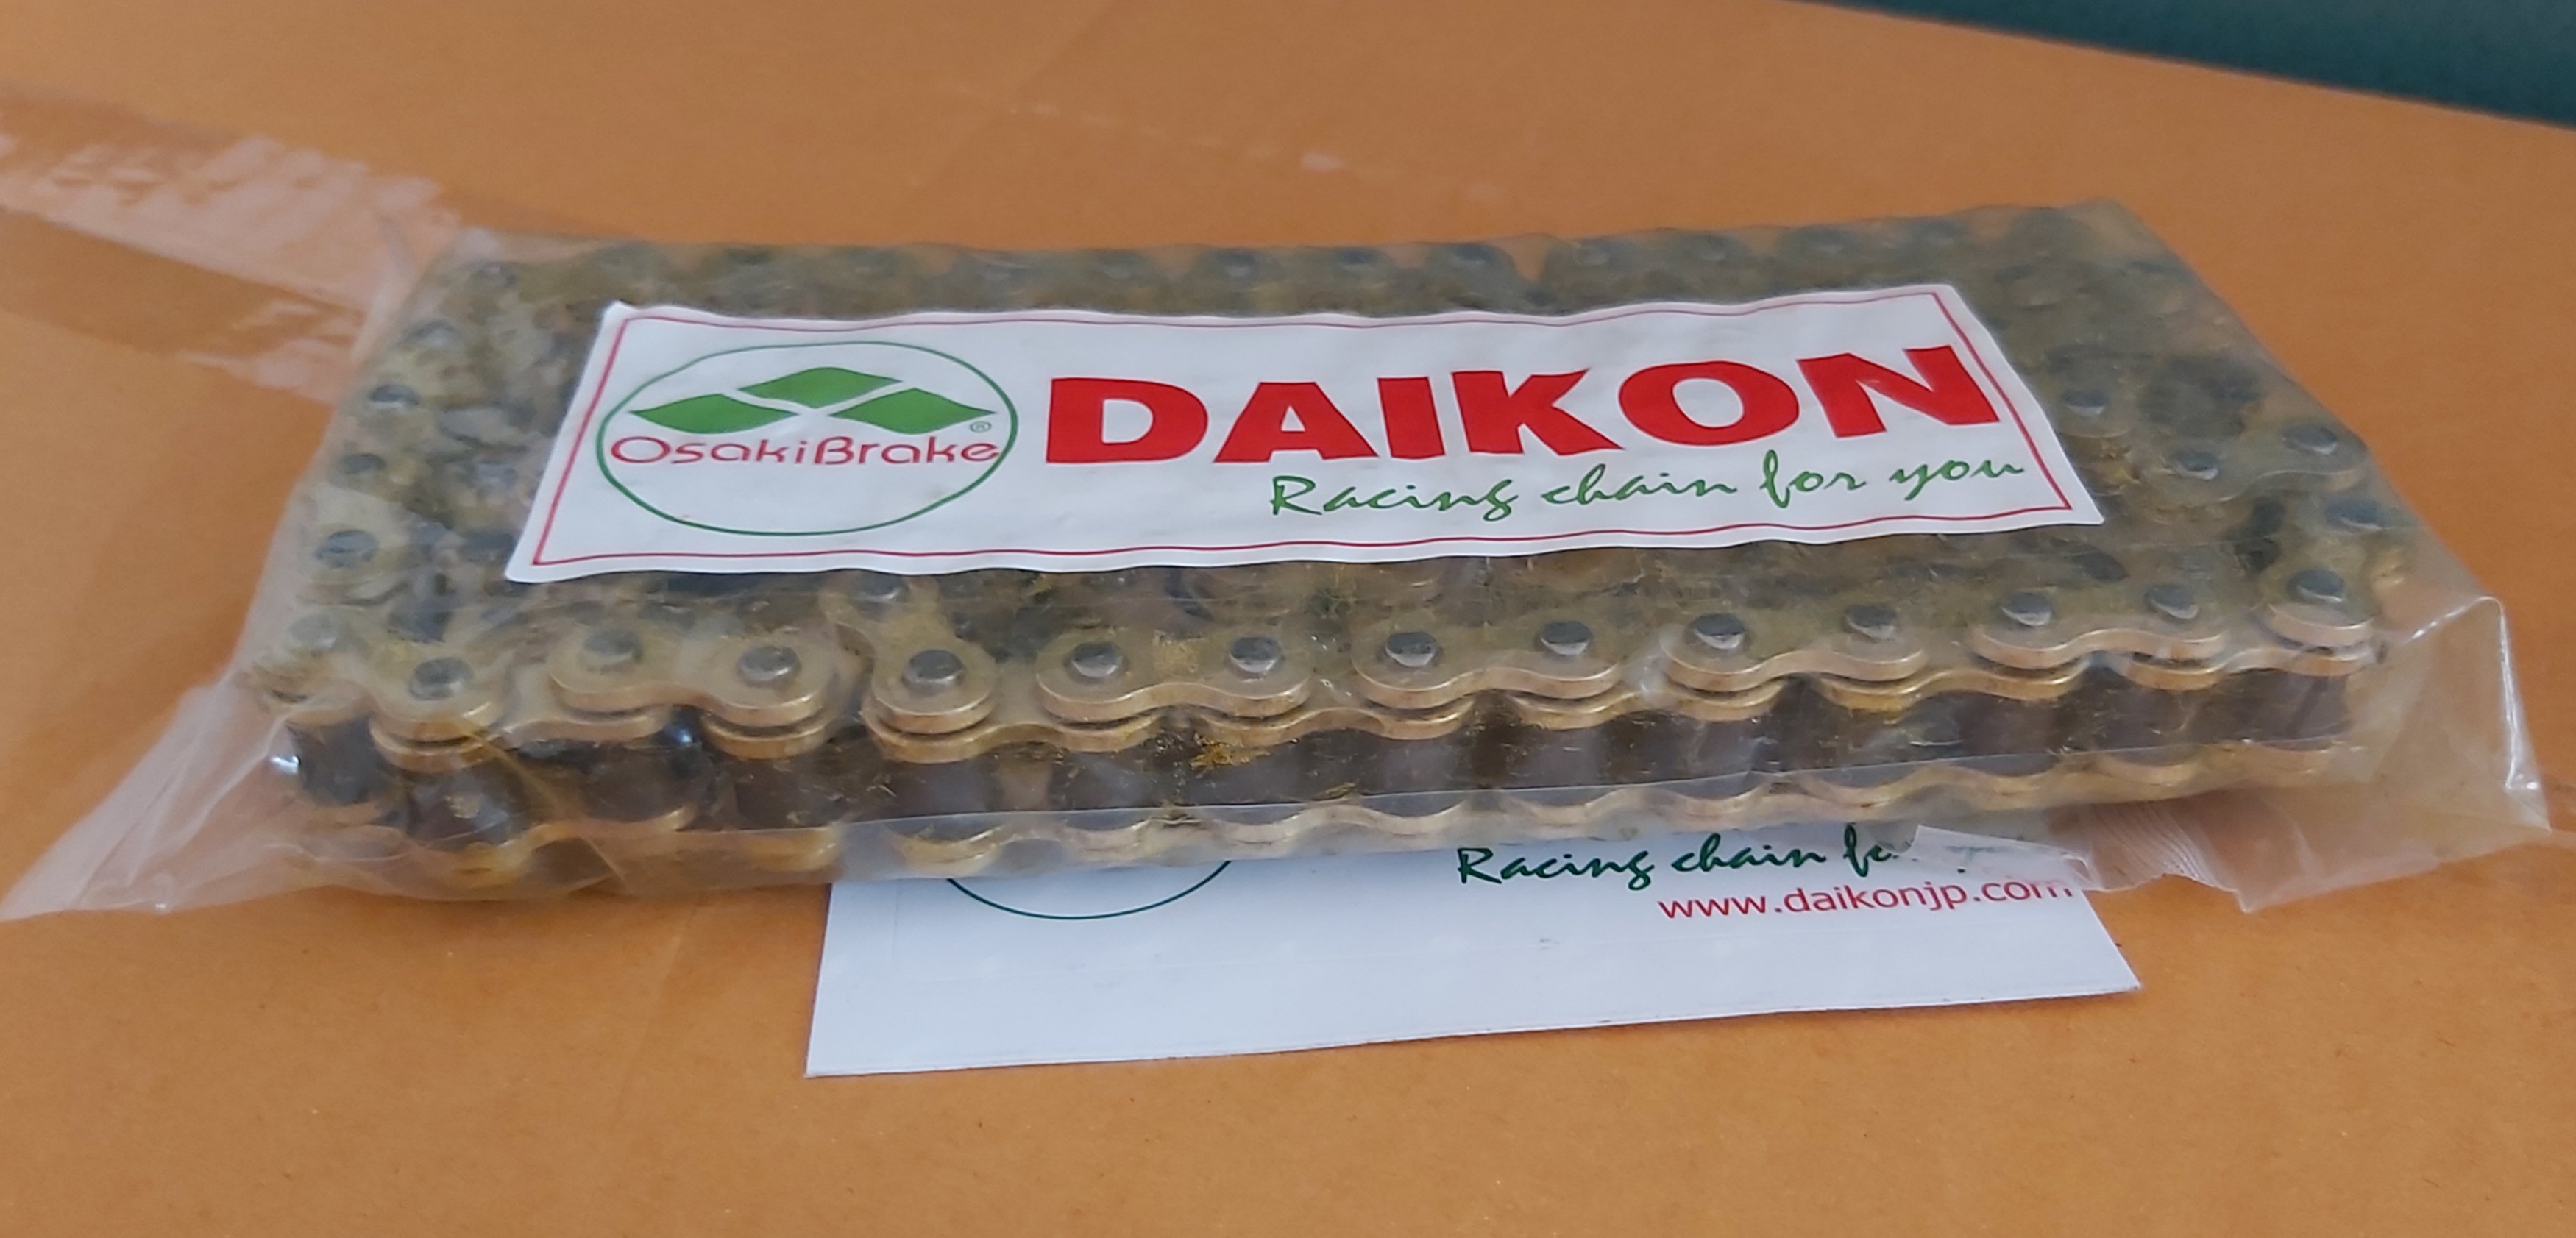 OsakiBrake®
DAIKON
Racing chain for you
Racing chain
www.daikonjp.com